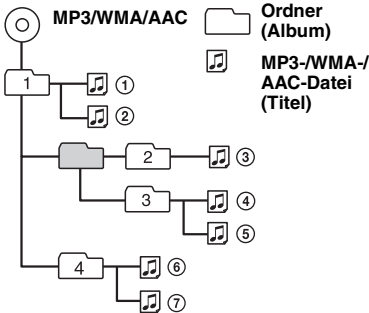 MP3/WMA/AAC
Ordner
(Album)
MP3-/WMA-/
AAC-Datei
(Titel)
1
①
②
2
③
3
④
⑤
4
⑥
⑦